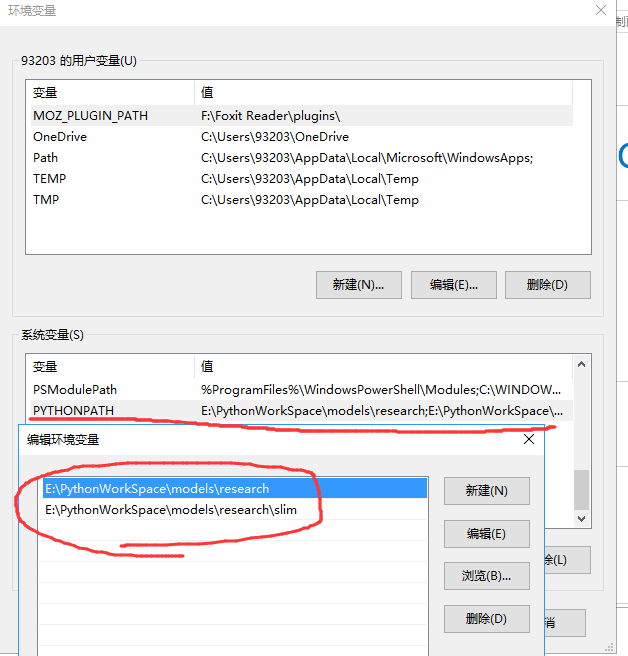 环境变量
93203 的用户变量(U)
变量 值
MOZ_PLUGIN_PATH F:\Foxit Reader\plugins\
OneDrive C:\Users\93203\OneDrive
Path C:\Users\93203\AppData\Local\Microsoft\WindowsApps;
TEMP C:\Users\93203\AppData\Local\Temp
TMP C:\Users\93203\AppData\Local\Temp
新建(N)... 编辑(E)... 删除(D)
系统变量(S)
变量 值
PSModulePath %ProgramFiles%\WindowsPowerShell\Modules;C:\WINDOW...
PYTHONPATH E:\PythonWorkSpace\models\research;E:\PythonWorkSpace\...
编辑环境变量
E:\PythonWorkSpace\models\research
E:\PythonWorkSpace\models\research\slim
新建(N)
编辑(E)
浏览(B)...
除(L)
删除(D)
消